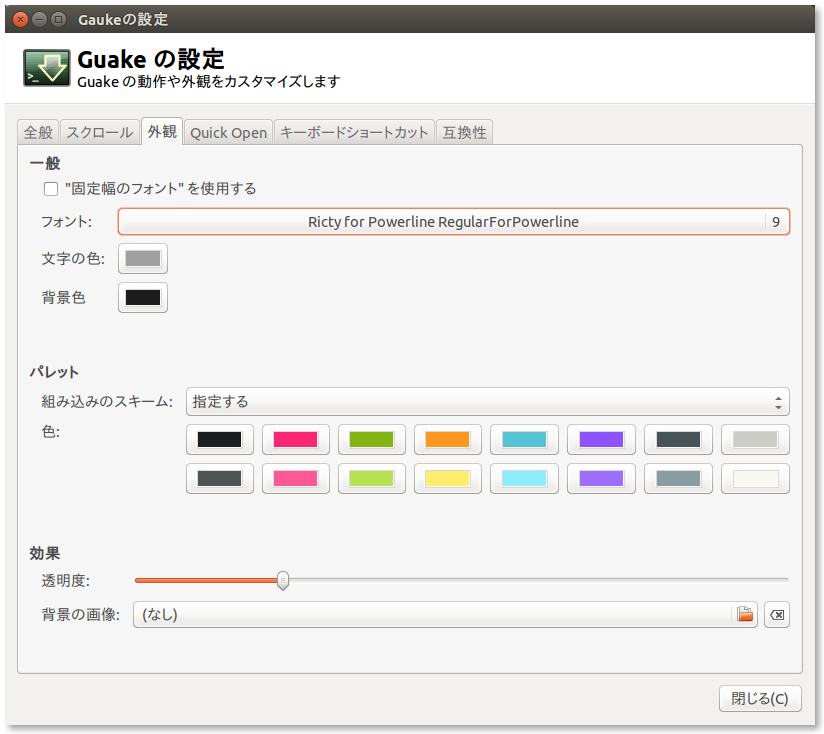 Gaukeの設定
Guake の設定
Guake の動作や外観をカスタマイズします
全般 スクロール 外観 Quick Open キーボードショートカット 互換性
一般
"固定幅のフォント" を使用する
フォント: Ricty for Powerline RegularForPowerline 9
文字の色:
背景色
パレット
組み込みのスキーム: 指定する
色:
効果
透明度:
背景の画像: (なし)
閉じる(C)